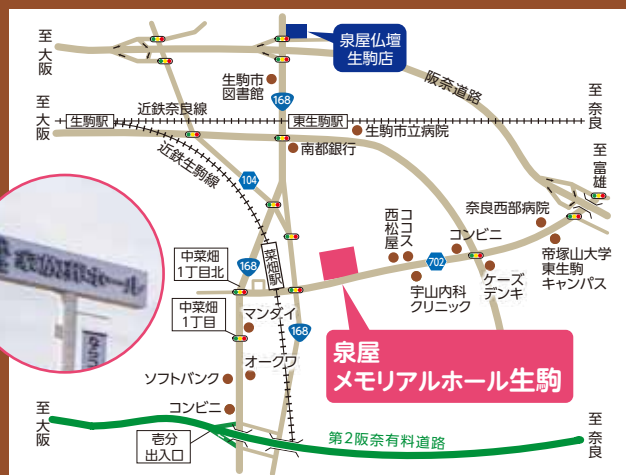 至大阪
泉屋仏壇
生駒店
生駒市
図書館
阪奈道路
至奈良
至大阪
近鉄奈良線
168
生駒駅
東生駒駅
生駒市立病院
近鉄生駒線
南都銀行
至富雄
104
奈良西部病院
西松屋
ココス
コンビニ
帝塚山大学
東生駒
キャンパス
中菜畑
1丁目北
168
菜畑駅
702
ケーズ
デンキ
宇山内科
クリニック
中菜畑
1丁目
マンダイ
168
泉屋
メモリアルホール生駒
オークワ
ソフトバンク
コンビニ
至大阪
壱分
出入口
第2阪奈有料道路
至奈良
ホール